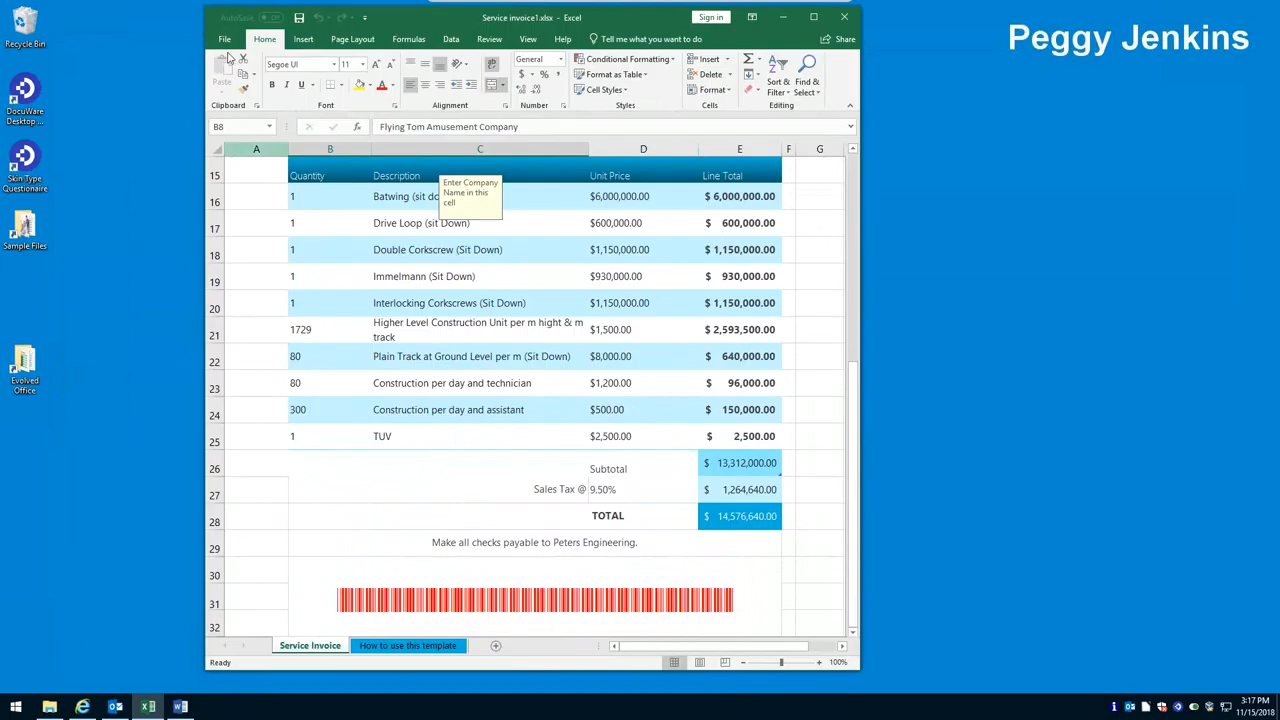 AutoSave Off
Service invoice1.xlsx - Excel
Sign in
Peggy Jenkins
File Home Insert Page Layout Formulas Data Review View Help Tell me what you want to do Share
Recycle Bin
DocuWare Desktop ...
Skin Type Questionaire
Sample Files
Evolved Office
Paste
Segoe UI 11
B I U
General
$ % ,
Conditional Formatting
Format as Table
Cell Styles
Insert
Delete
Format
Sort & Filter
Find & Select
Clipboard Font Alignment Number Styles Cells Editing
B8 fx Flying Tom Amusement Company
A B C D E F G
15 Quantity Description Unit Price Line Total
Enter Company Name in this cell
16 1 Batwing (sit do $6,000,000.00 $ 6,000,000.00
17 1 Drive Loop (sit Down) $600,000.00 $ 600,000.00
18 1 Double Corkscrew (Sit Down) $1,150,000.00 $ 1,150,000.00
19 1 Immelmann (Sit Down) $930,000.00 $ 930,000.00
20 1 Interlocking Corkscrews (Sit Down) $1,150,000.00 $ 1,150,000.00
21 1729 Higher Level Construction Unit per m hight & m track $1,500.00 $ 2,593,500.00
22 80 Plain Track at Ground Level per m (Sit Down) $8,000.00 $ 640,000.00
23 80 Construction per day and technician $1,200.00 $ 96,000.00
24 300 Construction per day and assistant $500.00 $ 150,000.00
25 1 TUV $2,500.00 $ 2,500.00
26 Subtotal $ 13,312,000.00
27 Sales Tax @ 9.50% $ 1,264,640.00
28 TOTAL $ 14,576,640.00
29 Make all checks payable to Peters Engineering.
30
31
32
Service Invoice How to use this template
Ready 100%
3:17 PM
11/15/2018